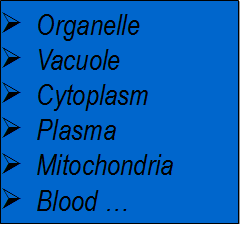 ➢ Organelle
➢ Vacuole
➢ Cytoplasm
➢ Plasma
➢ Mitochondria
➢ Blood …